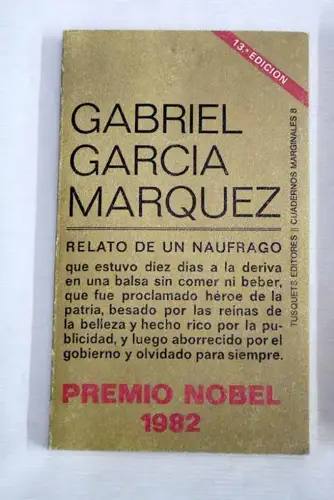 13.ª EDICION
GABRIEL
GARCIA
MARQUEZ
RELATO DE UN NAUFRAGO
que estuvo diez días a la deriva
en una balsa sin comer ni beber,
que fue proclamado héroe de la
patria, besado por las reinas de
la belleza y hecho rico por la pu-
blicidad, y luego aborrecido por el
gobierno y olvidado para siempre.
PREMIO NOBEL
1982
TUSQUETS EDITORES || CUADERNOS MARGINALES 8